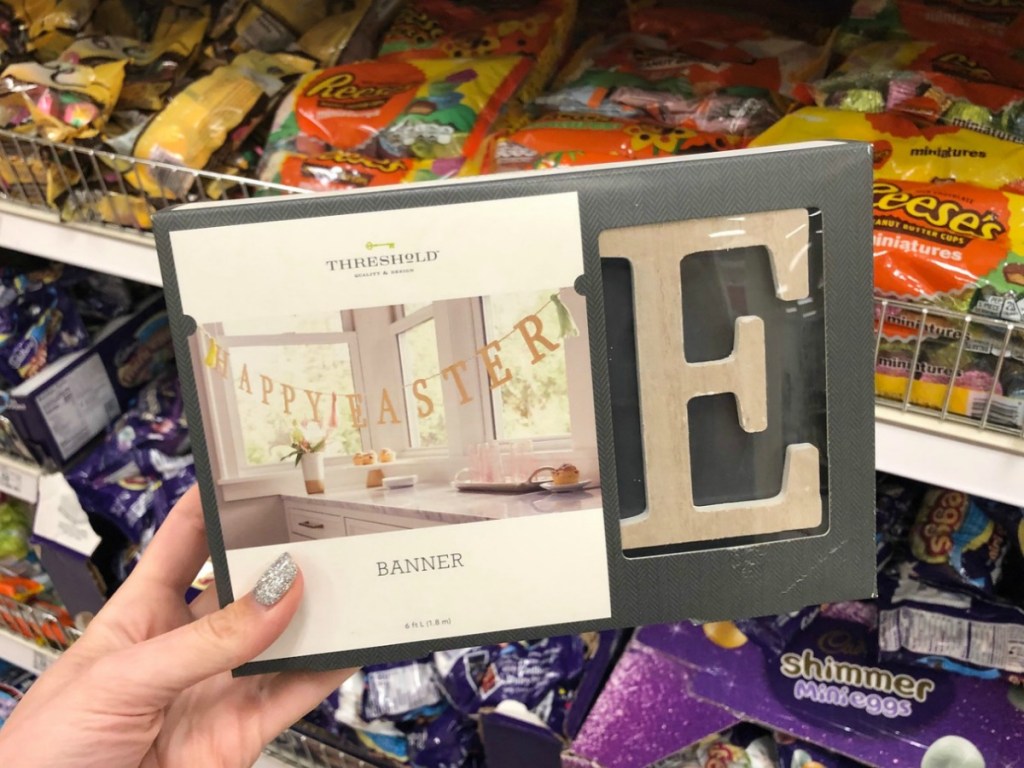 Reese's
THRESHOLD
QUALITY & DESIGN
HAPPY EASTER
BANNER
6 ft L (1.8 m)
E
miniatures
Reese's
PEANUT BUTTER CUPS
miniatures
miniatures
miniatures
shimmer
Mini eggs